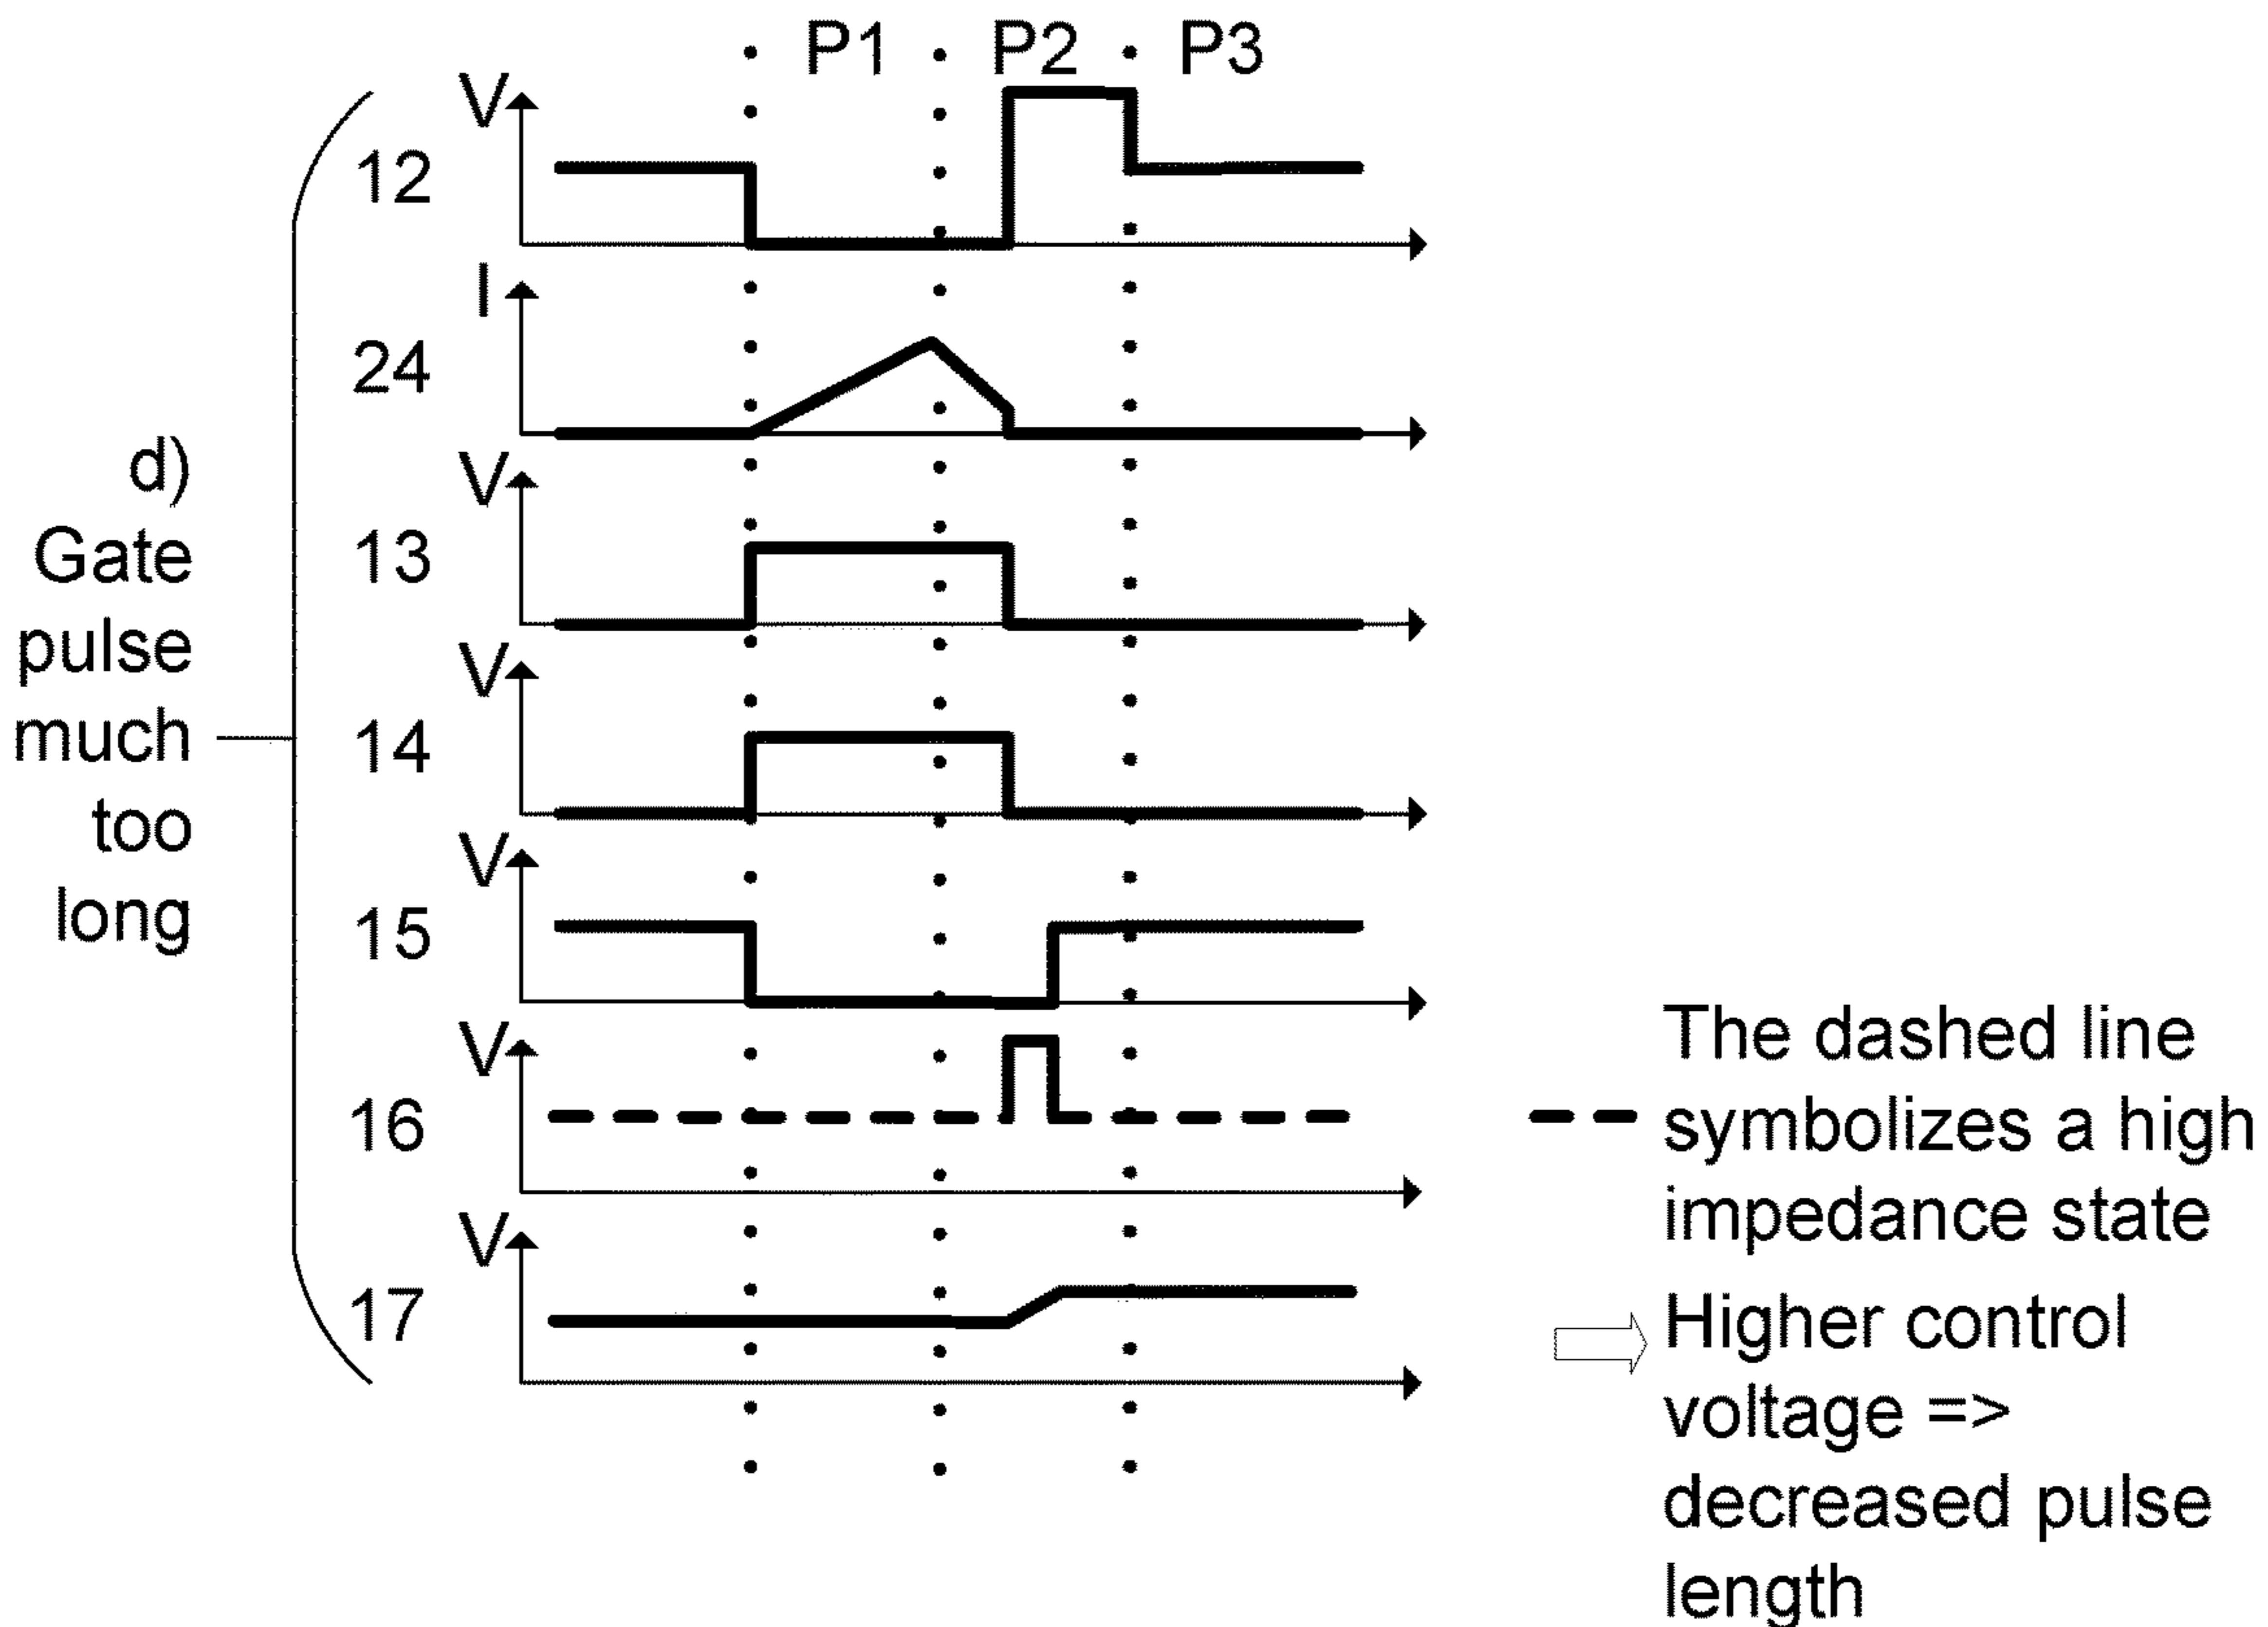 P1 P2 P3
V
12
I
24
V
13
V
14
V
15
V
16
V
17
d)
Gate
pulse
much
too
long
The dashed line
symbolizes a high
impedance state
Higher control
voltage =>
decreased pulse
length